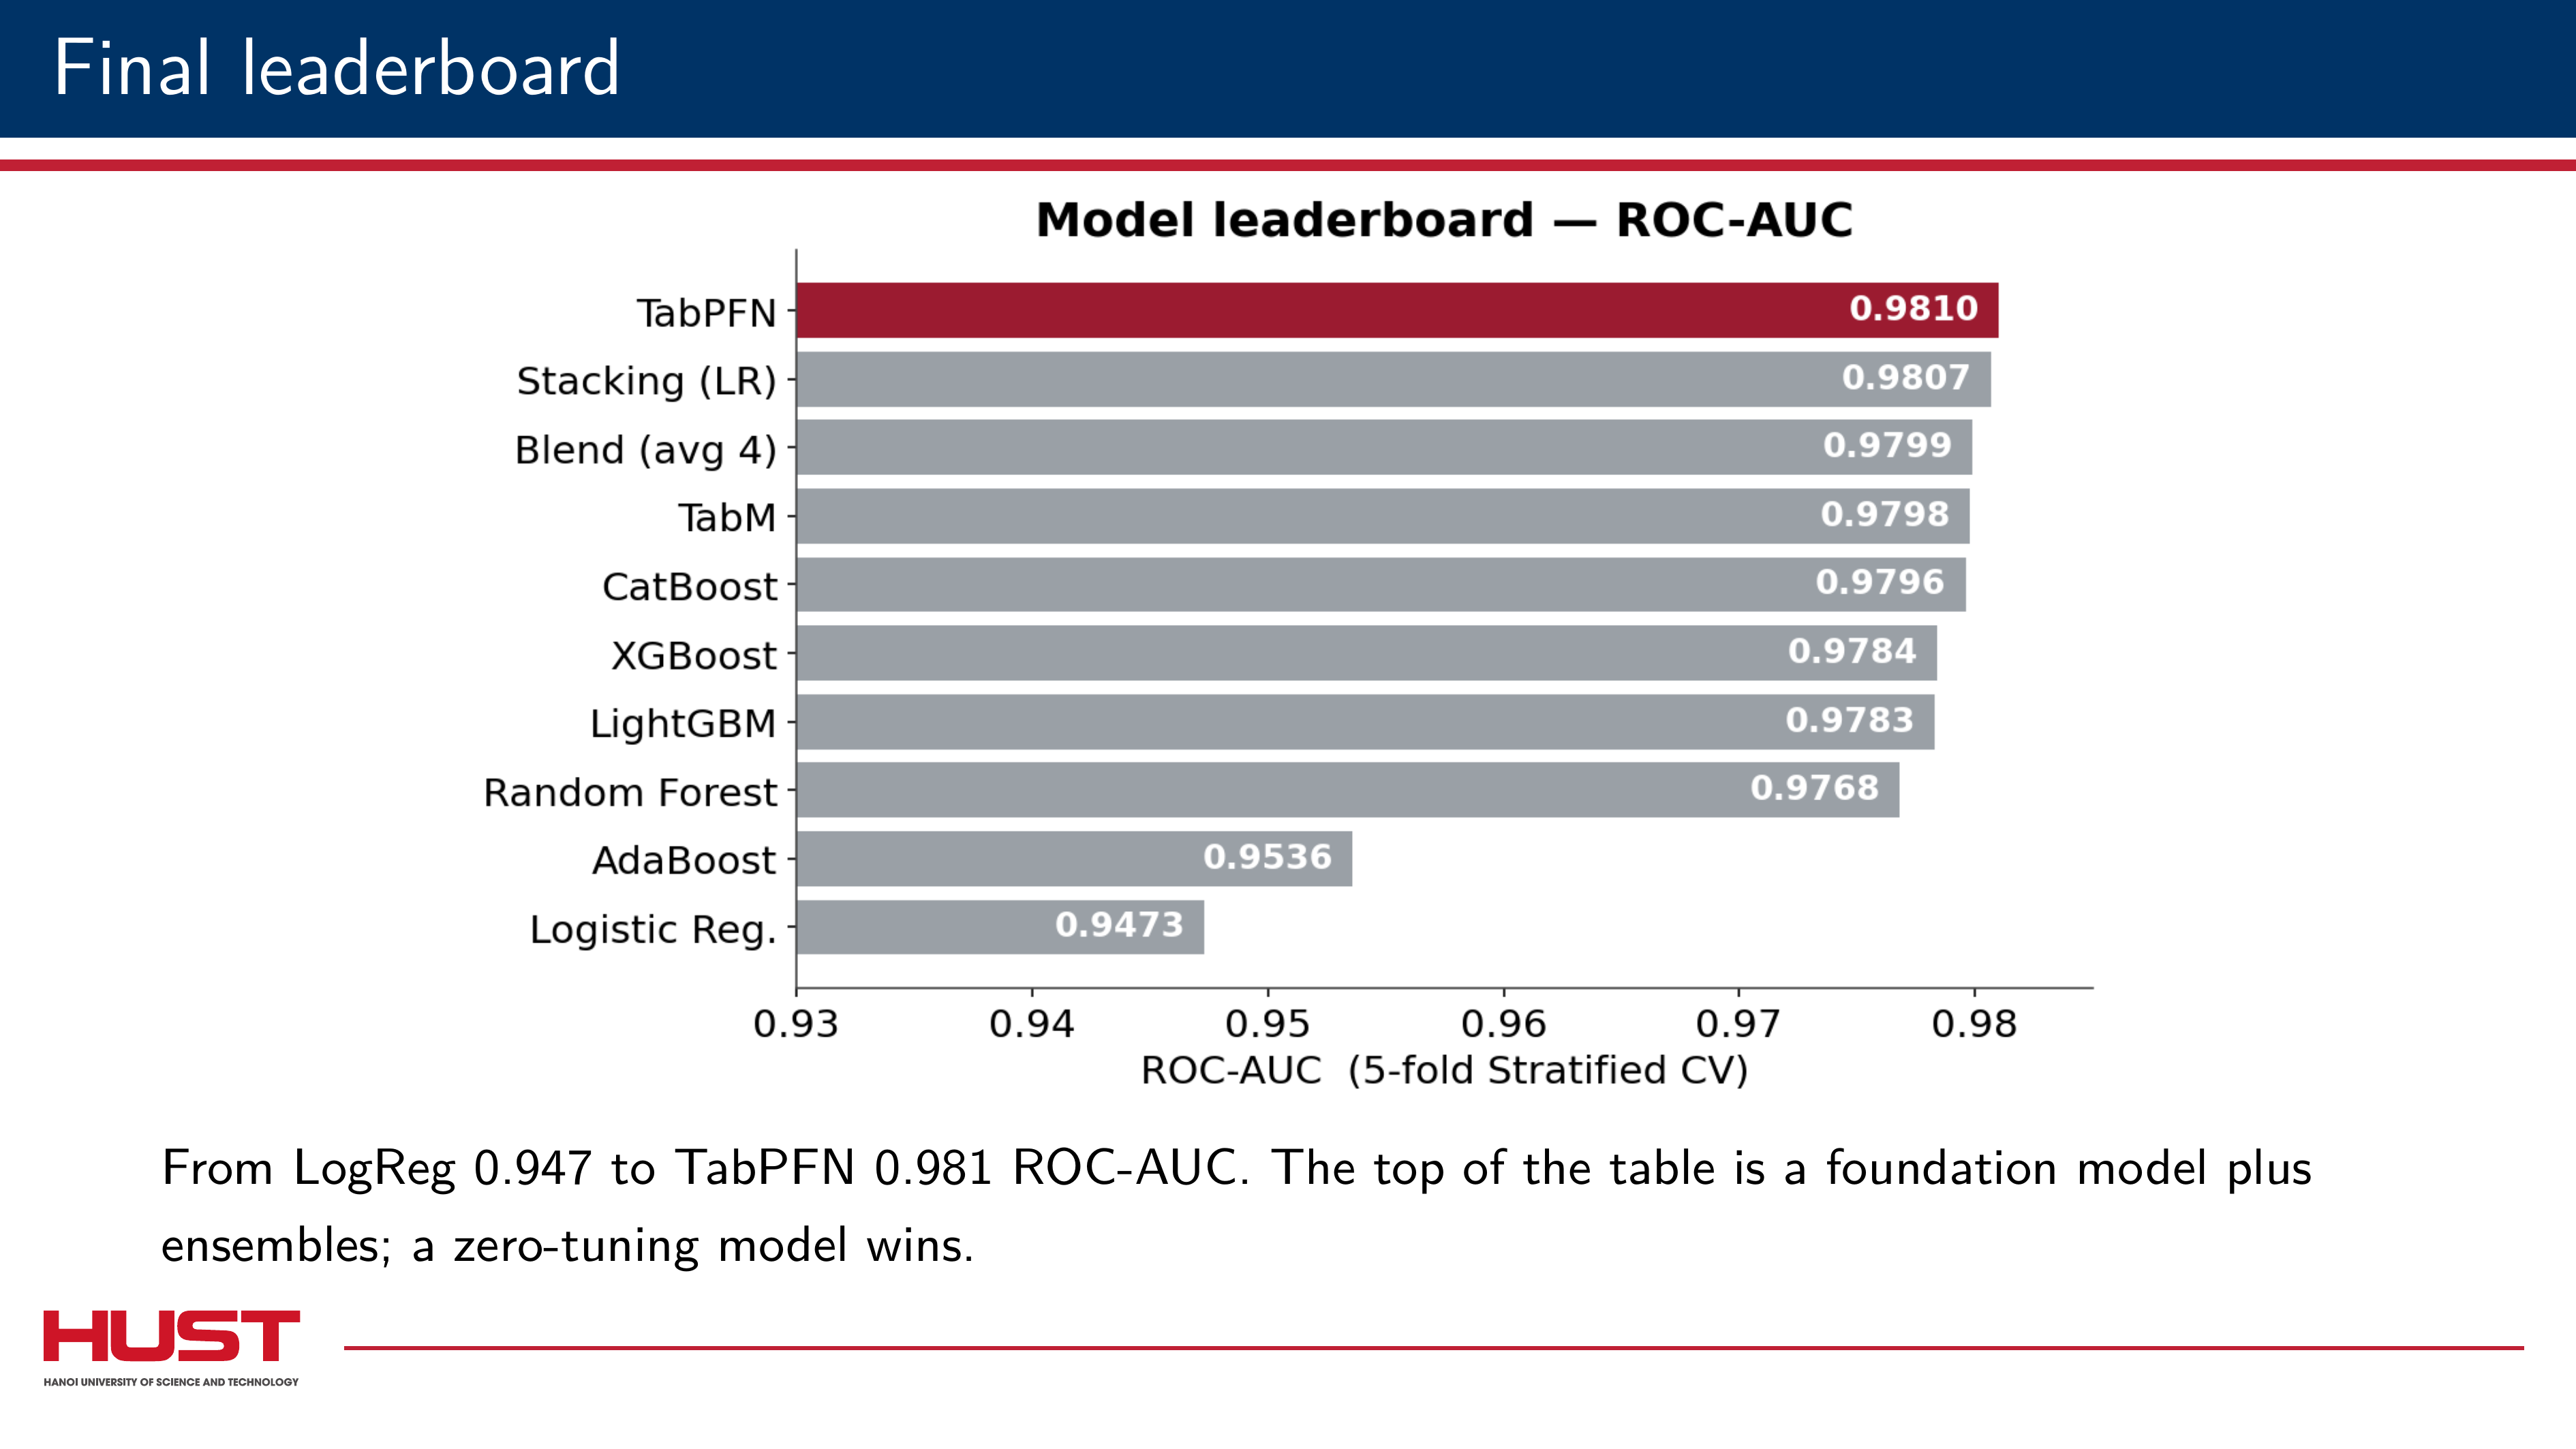 Final leaderboard
Model leaderboard — ROC-AUC
TabPFN
0.9810
Stacking (LR)
0.9807
Blend (avg 4)
0.9799
TabM
0.9798
CatBoost
0.9796
XGBoost
0.9784
LightGBM
0.9783
Random Forest
0.9768
AdaBoost
0.9536
Logistic Reg.
0.9473
0.93 0.94 0.95 0.96 0.97 0.98
ROC-AUC (5-fold Stratified CV)
From LogReg 0.947 to TabPFN 0.981 ROC-AUC. The top of the table is a foundation model plus
ensembles; a zero-tuning model wins.
HUST
HANOI UNIVERSITY OF SCIENCE AND TECHNOLOGY